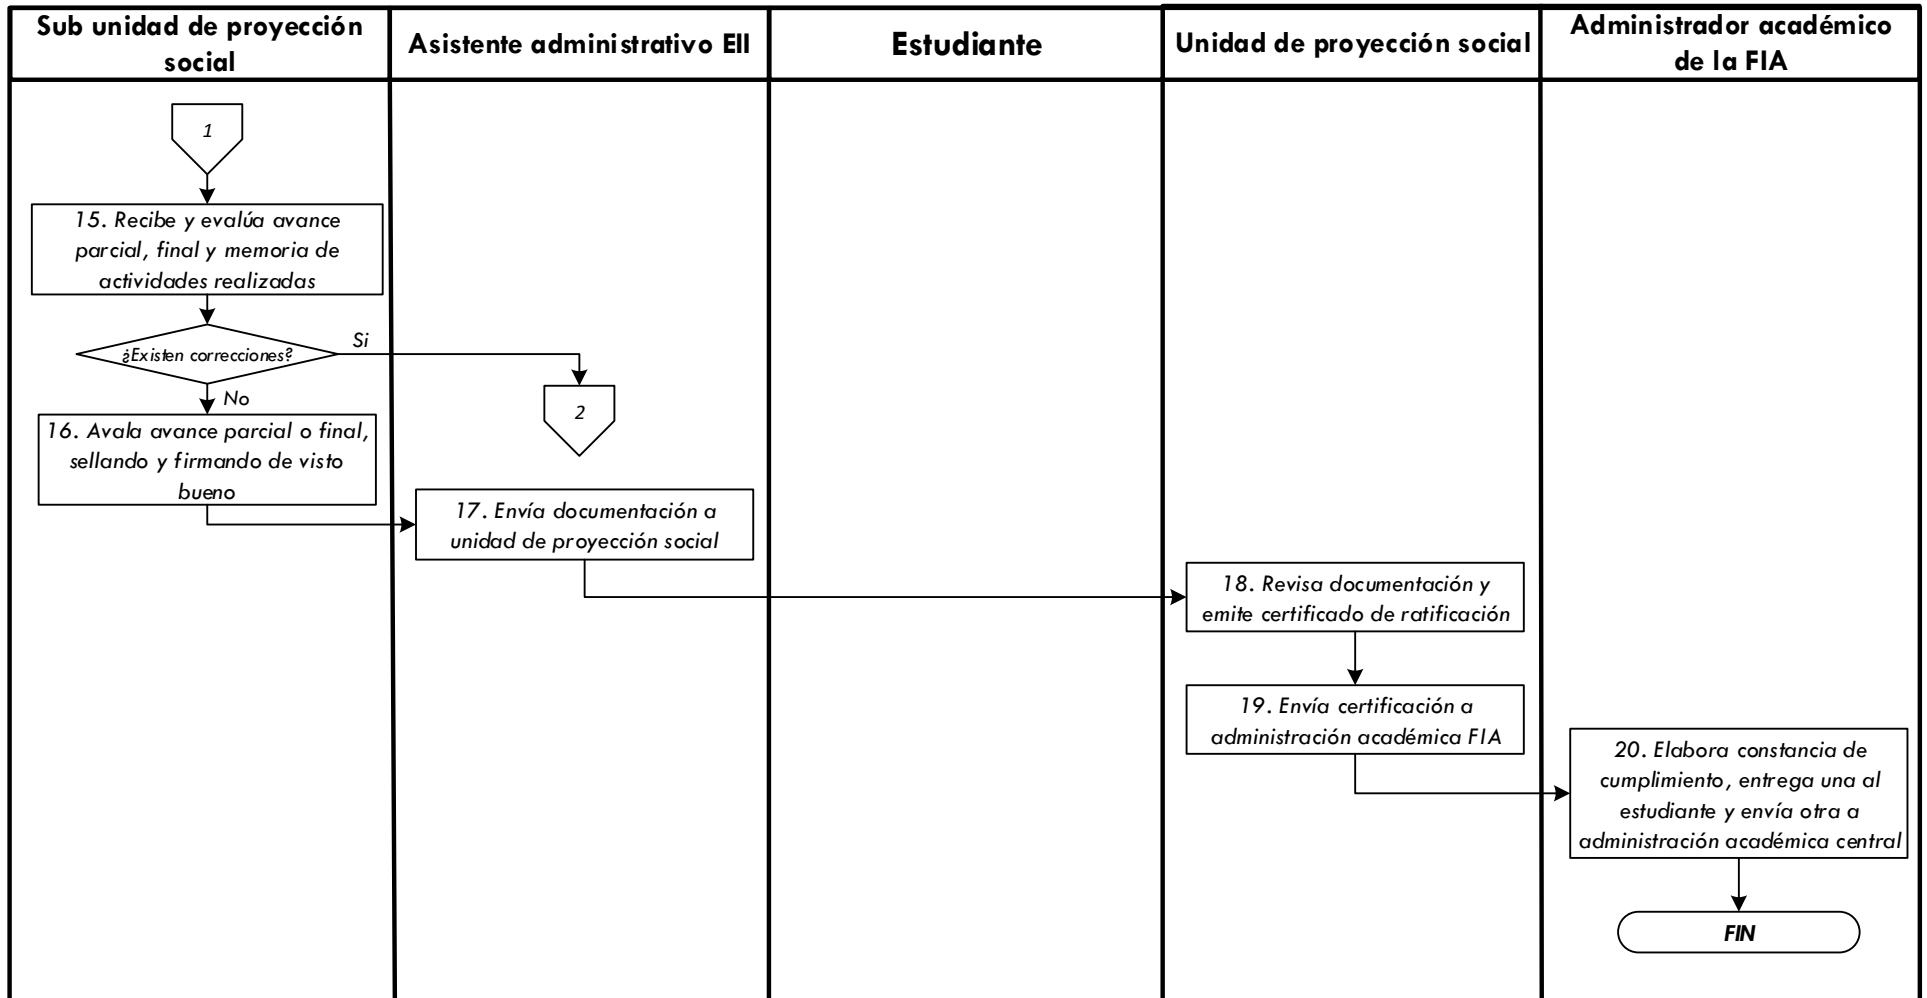 Sub unidad de proyección
social
Asistente administrativo EII
Estudiante
Unidad de proyección social
Administrador académico
de la FIA
1
15. Recibe y evalúa avance
parcial, final y memoria de
actividades realizadas
¿Existen correcciones?
Si
No
2
16. Avala avance parcial o final,
sellando y firmando de visto
bueno
17. Envía documentación a
unidad de proyección social
18. Revisa documentación y
emite certificado de ratificación
19. Envía certificación a
administración académica FIA
20. Elabora constancia de
cumplimiento, entrega una al
estudiante y envía otra a
administración académica central
FIN